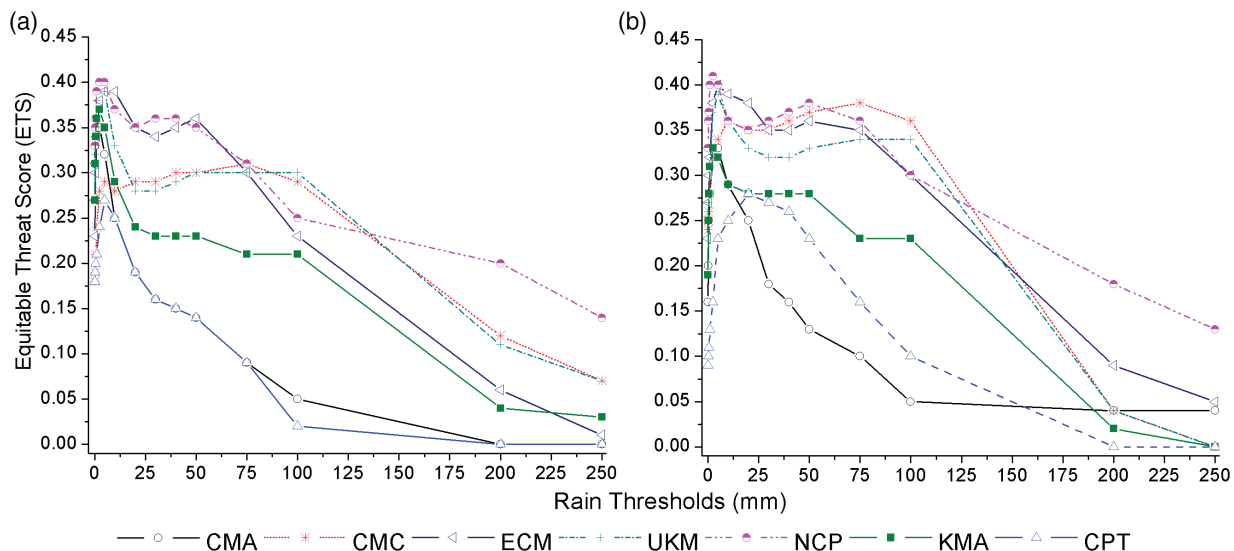 (a)
(b)
Equitable Threat Score (ETS)
0.45
0.40
0.35
0.30
0.25
0.20
0.15
0.10
0.05
0.00
0.45
0.40
0.35
0.30
0.25
0.20
0.15
0.10
0.05
0.00
0 25 50 75 100 125 150 175 200 225 250
0 25 50 75 100 125 150 175 200 225 250
Rain Thresholds (mm)
CMA CMC ECM UKM NCP KMA CPT